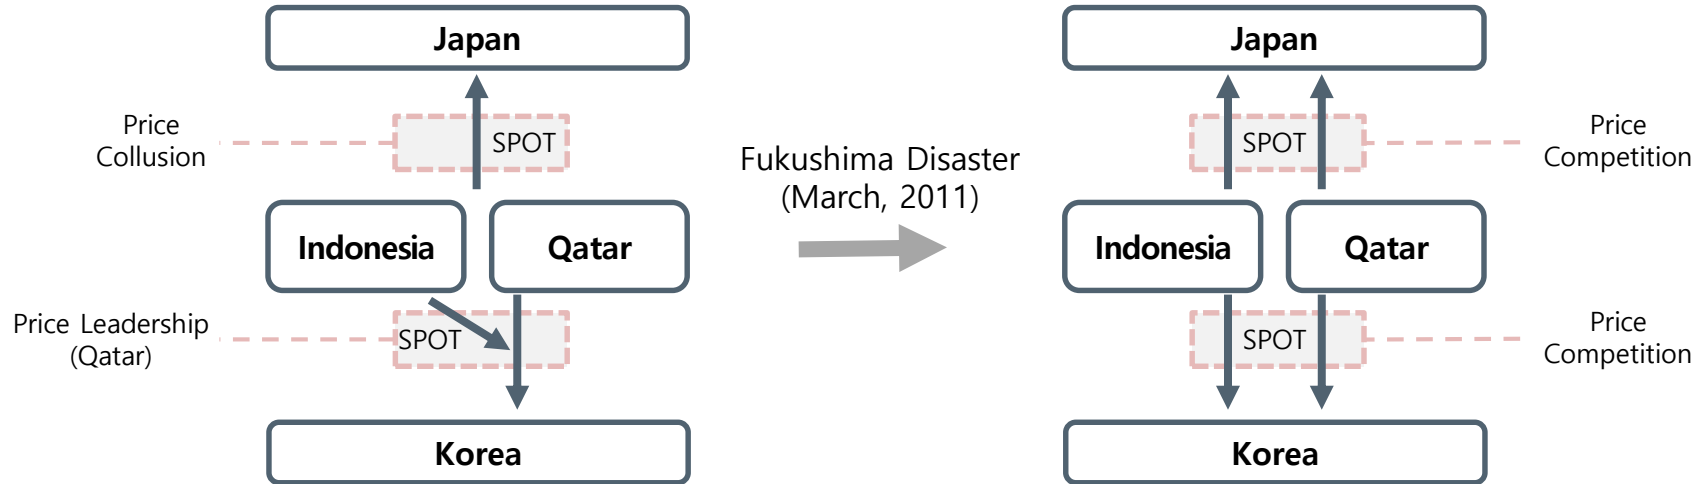 Japan
Price
Collusion
SPOT
Indonesia
Qatar
Price Leadership
(Qatar)
SPOT
Korea
Fukushima Disaster
(March, 2011)
Japan
SPOT
Price
Competition
Indonesia
Qatar
SPOT
Price
Competition
Korea